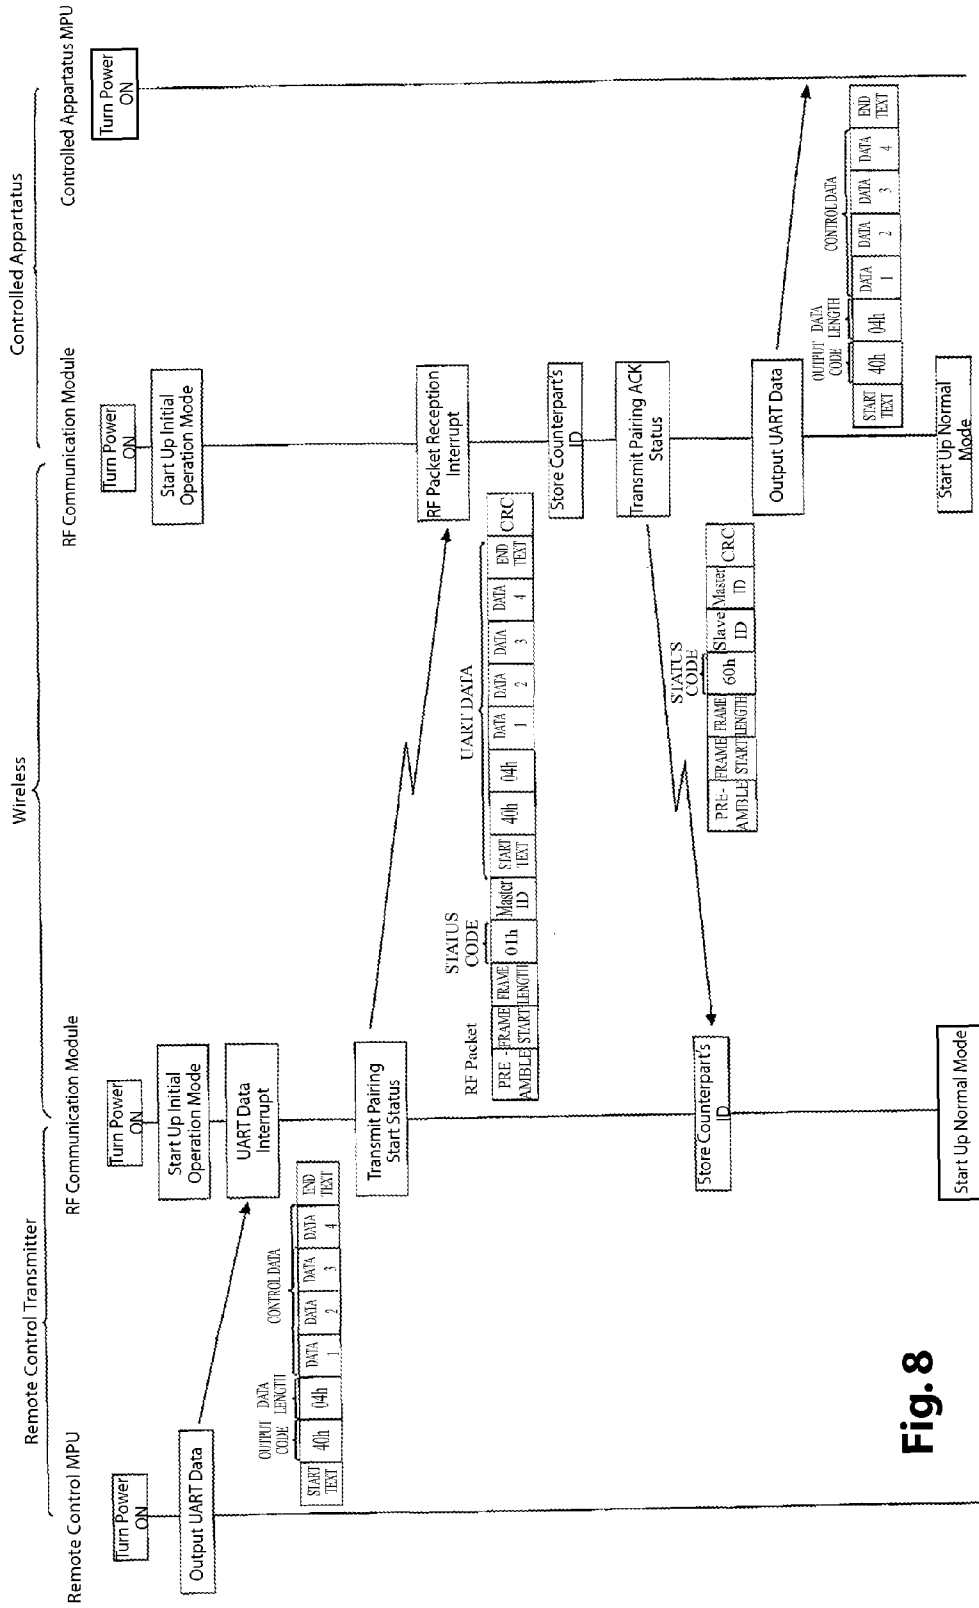 Remote Control Transmitter
Wireless
Controlled Appartatus
Remote Control MPU
RF Communication Module
RF Communication Module
Controlled Appartatus MPU
Turn Power
ON
Turn Power
ON
Turn Power
ON
Turn Power
ON
Start Up Initial
Operation Mode
Start Up Initial
Operation Mode
Output UART Data
UART Data
Interrupt
OUTPUT DATA
CODE LENGTH
CONTROL DATA
START TEXT 40h 04h DATA 1 DATA 2 DATA 3 DATA 4 END TEXT
Transmit Pairing
Start Status
RF Packet Reception
Interrupt
RF Packet
STATUS
CODE
UART DATA
PRE - AMBLE FRAME START FRAME LENGTH 01h Master ID START TEXT 40h 04h DATA 1 DATA 2 DATA 3 DATA 4 END TEXT CRC
Store Counterpart's
ID
Transmit Pairing ACK
Status
STATUS
CODE
PRE- AMBLE FRAME START FRAME LENGTH 60h Slave ID Master ID CRC
Store Counterpart's
ID
Output UART Data
OUTPUT DATA
CODE LENGTH
CONTROL DATA
START TEXT 40h 04h DATA 1 DATA 2 DATA 3 DATA 4 END TEXT
Start Up Normal Mode
Start Up Normal
Mode
Fig. 8